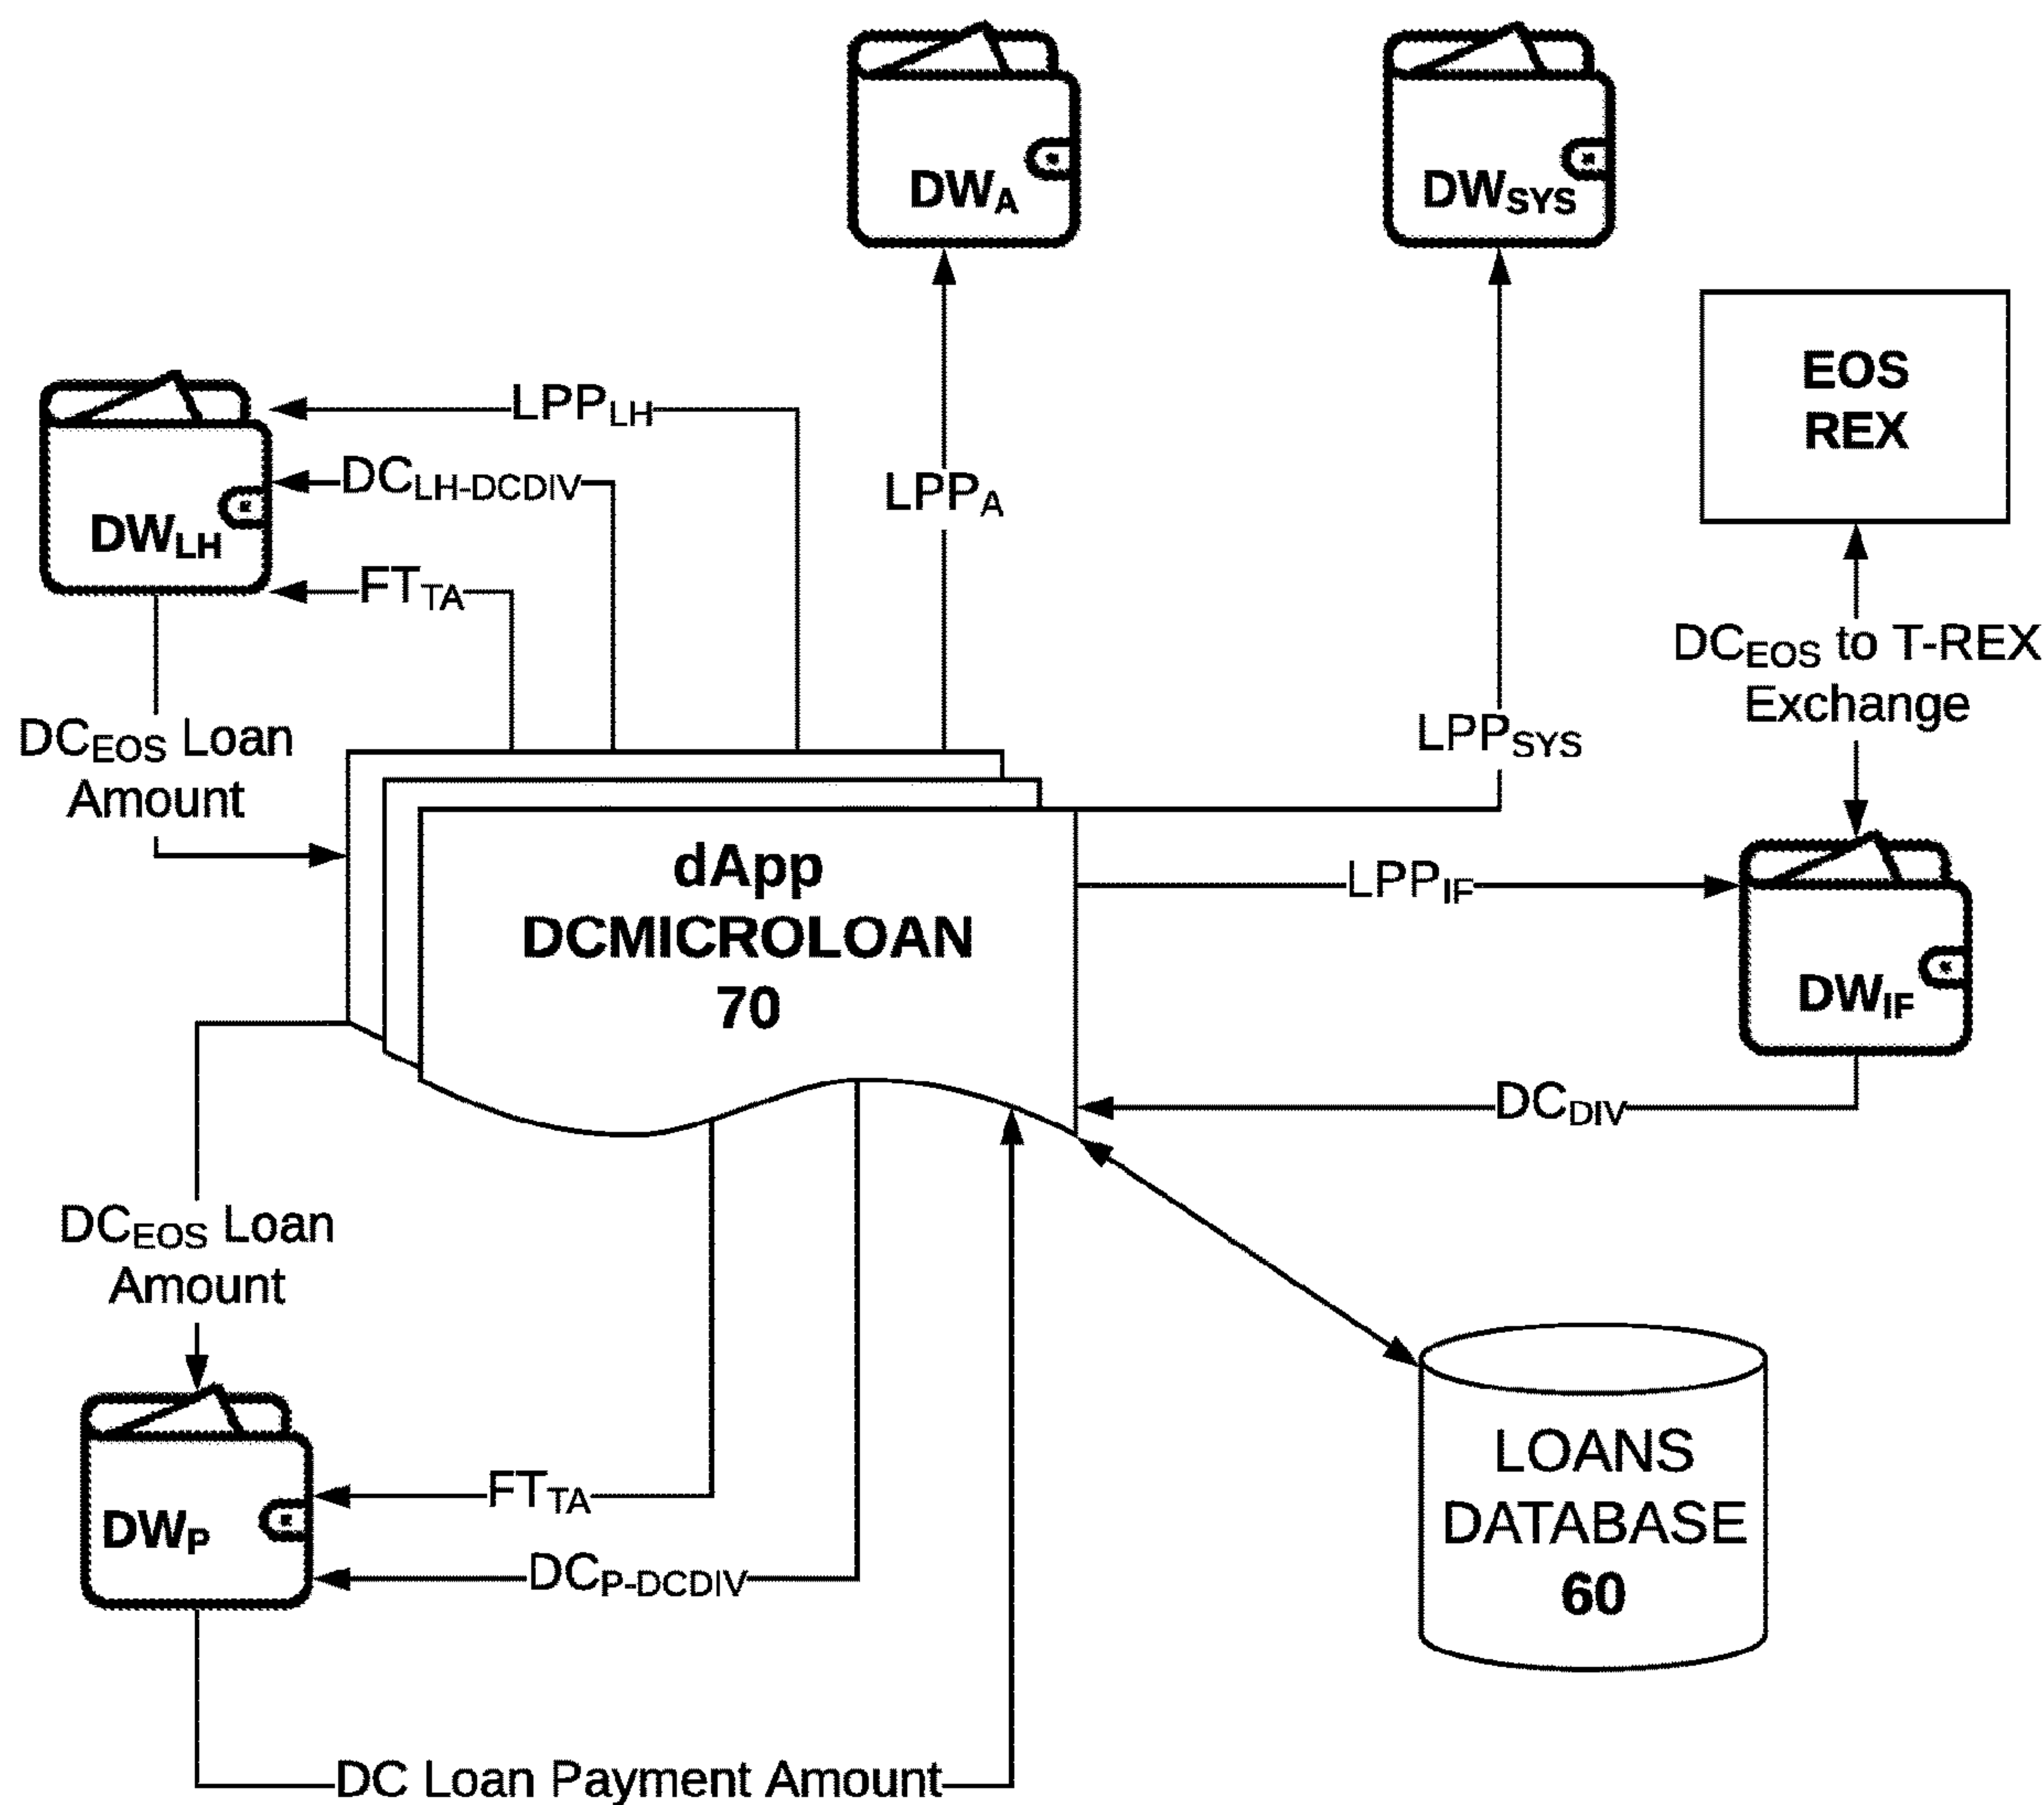 DWA
DWSYS
EOS
REX
LPPLH
DCLH-DCDIV
DWLH
FTTA
LPPA
DCEOS to T-REX
Exchange
DCEOS Loan
Amount
LPPSYS
dApp
DCMICROLOAN
70
LPPIF
DWIF
DCDIV
DCEOS Loan
Amount
LOANS
DATABASE
60
FTTA
DWP
DCP-DCDIV
DC Loan Payment Amount